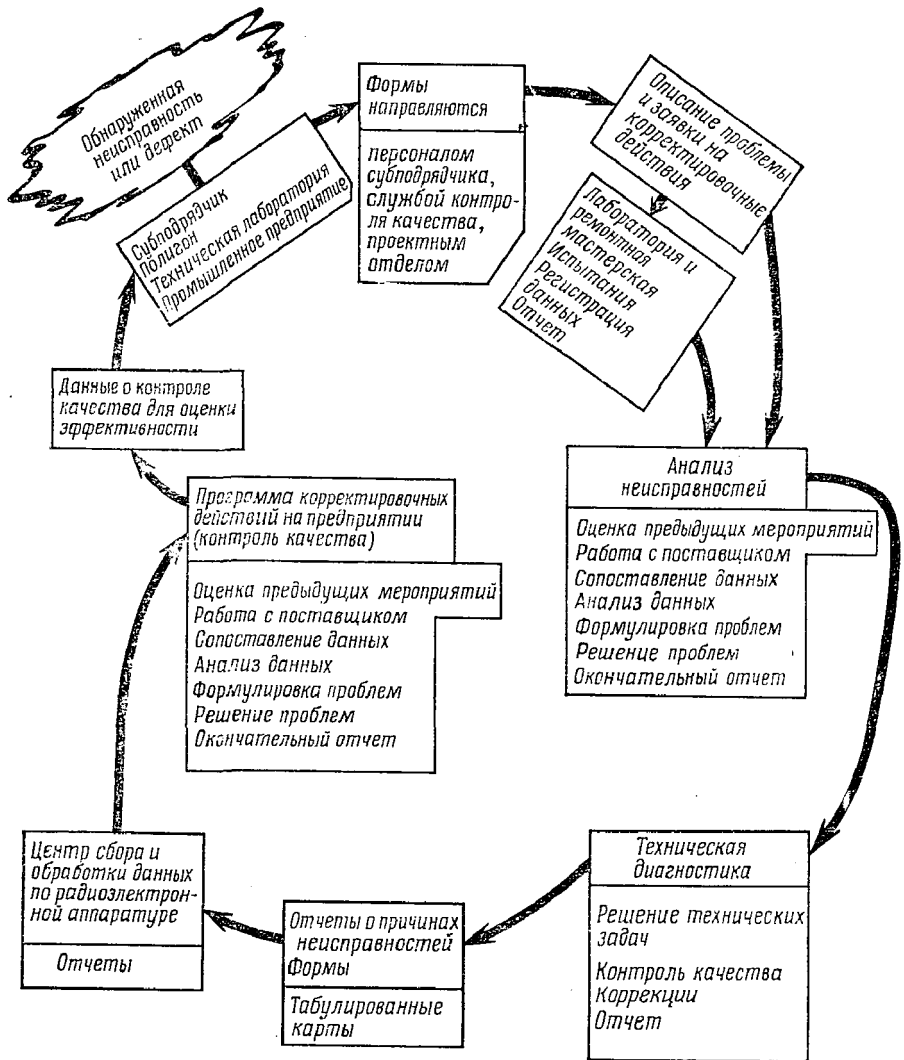 Обнаруженная
неисправность
или дефект
Субподрядчик
Полигон
Техническая лаборатория
Промышленное предприятие
Формы
направляются
персоналом
субподрядчика,
службой контро-
ля качества,
проектным
отделом
Описание проблемы
и заявки на
корректировочные
действия
Лаборатория и
ремонтная
мастерская
Испытания
Регистрация
данных
Отчет
Анализ
неисправностей
Оценка предыдущих мероприятий
Работа с поставщиком
Сопоставление данных
Анализ данных
Формулировка проблем
Решение проблем
Окончательный отчет
Техническая
диагностика
Решение технических
задач
Контроль качества
Коррекции
Отчет
Отчеты о причинах
неисправностей
Формы
Табулированные
карты
Центр сбора и
обработки данных
по радиоэлектрон-
ной аппаратуре
Отчеты
Программа корректировочных
действий на предприятии
(контроль качества)
Оценка предыдущих мероприятий
Работа с поставщиком
Сопоставление данных
Анализ данных
Формулировка проблем
Решение проблем
Окончательный отчет
Данные о контроле
качества для оценки
эффективности